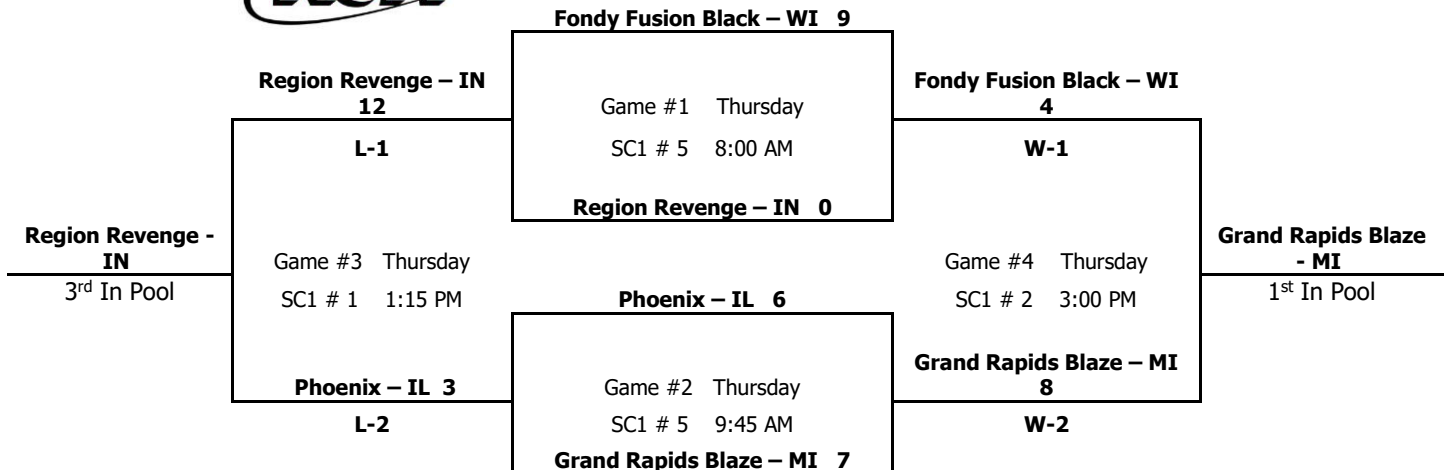 Fondy Fusion Black – WI 9
Region Revenge – IN
12
Fondy Fusion Black – WI
4
Game #1 Thursday
L-1
SC1 # 5 8:00 AM
W-1
Region Revenge – IN 0
Region Revenge -
IN
Grand Rapids Blaze
- MI
Game #3 Thursday
Game #4 Thursday
3rd In Pool
SC1 # 1 1:15 PM
Phoenix – IL 6
SC1 # 2 3:00 PM
1st In Pool
Grand Rapids Blaze – MI
8
Phoenix – IL 3
Game #2 Thursday
L-2
SC1 # 5 9:45 AM
W-2
Grand Rapids Blaze – MI 7